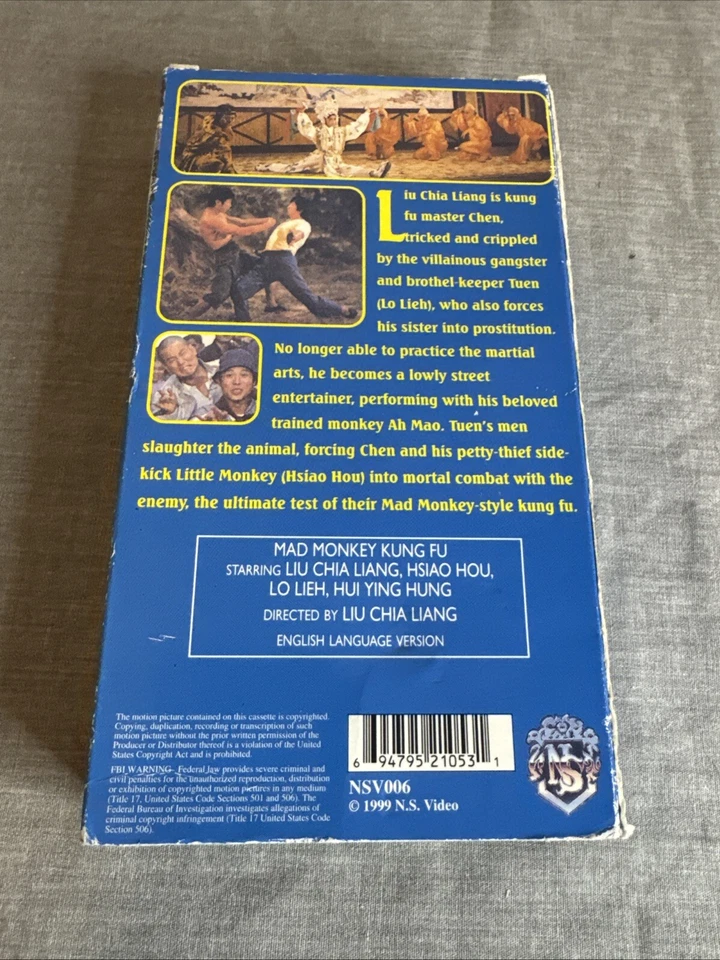 Liu Chia Liang is kung
fu master Chen,
tricked and crippled
by the villainous gangster
and brothel-keeper Tuen
(Lo Lieh), who also forces
his sister into prostitution.
No longer able to practice the martial
arts, he becomes a lowly street
entertainer, performing with his beloved
trained monkey Ah Mao. Tuen's men
slaughter the animal, forcing Chen and his petty-thief side-
kick Little Monkey (Hsiao Hou) into mortal combat with the
enemy, the ultimate test of their Mad Monkey-style kung fu.
MAD MONKEY KUNG FU
STARRING LIU CHIA LIANG, HSIAO HOU,
LO LIEH, HUI YING HUNG
DIRECTED BY LIU CHIA LIANG
ENGLISH LANGUAGE VERSION
The motion picture contained on this cassette is copyrighted.
Copying, duplication, recording or transcription of such
motion picture without the prior written permission of the
Producer or Distributor thereof is a violation of the United
States Copyright Act and is prohibited.
FBI WARNING Federal law provides severe criminal and
civil penalties for the unauthorized reproduction, distribution
or exhibition of copyrighted motion pictures in any medium
(Title 17, United States Code Sections 501 and 506). The
Federal Bureau of Investigation investigates allegations of
criminal copyright infringement (Title 17 United States Code
Section 506).
6 94795 21053 1
NSV006
© 1999 N.S. Video
NS